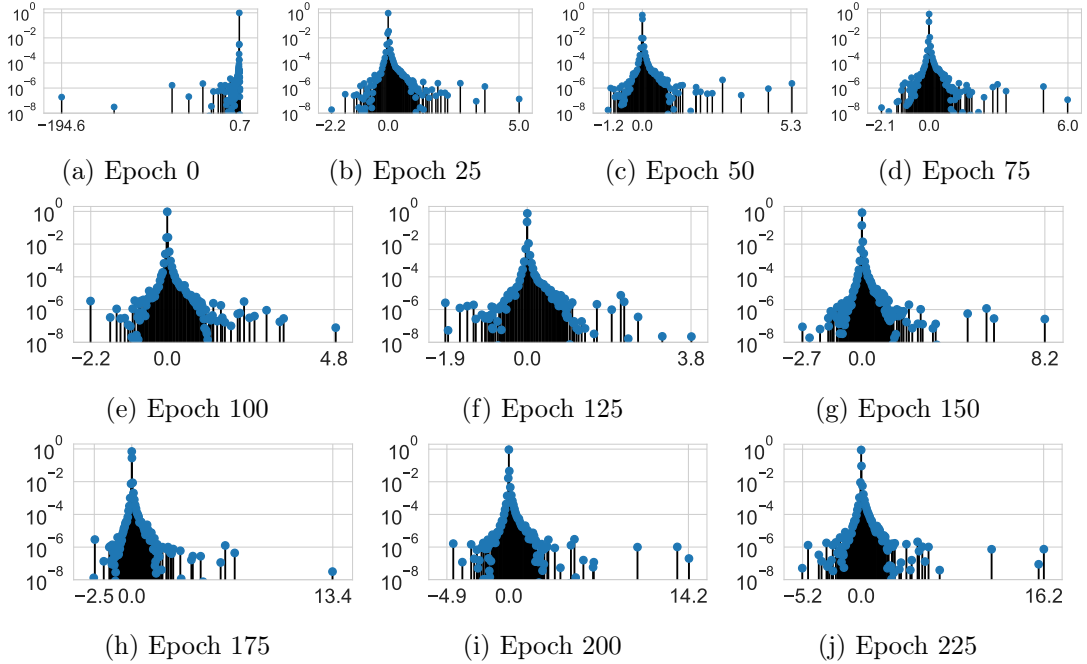 10^0
10^-2
10^-4
10^-6
10^-8
−194.6 0.7
(a) Epoch 0
10^0
10^-2
10^-4
10^-6
10^-8
−2.2 0.0 5.0
(b) Epoch 25
10^0
10^-2
10^-4
10^-6
10^-8
−1.2 0.0 5.3
(c) Epoch 50
10^0
10^-2
10^-4
10^-6
10^-8
−2.1 0.0 6.0
(d) Epoch 75
10^0
10^-2
10^-4
10^-6
10^-8
−2.2 0.0 4.8
(e) Epoch 100
10^0
10^-2
10^-4
10^-6
10^-8
−1.9 0.0 3.8
(f) Epoch 125
10^0
10^-2
10^-4
10^-6
10^-8
−2.7 0.0 8.2
(g) Epoch 150
10^0
10^-2
10^-4
10^-6
10^-8
−2.5 0.0 13.4
(h) Epoch 175
10^0
10^-2
10^-4
10^-6
10^-8
−4.9 0.0 14.2
(i) Epoch 200
10^0
10^-2
10^-4
10^-6
10^-8
−5.2 0.0 16.2
(j) Epoch 225